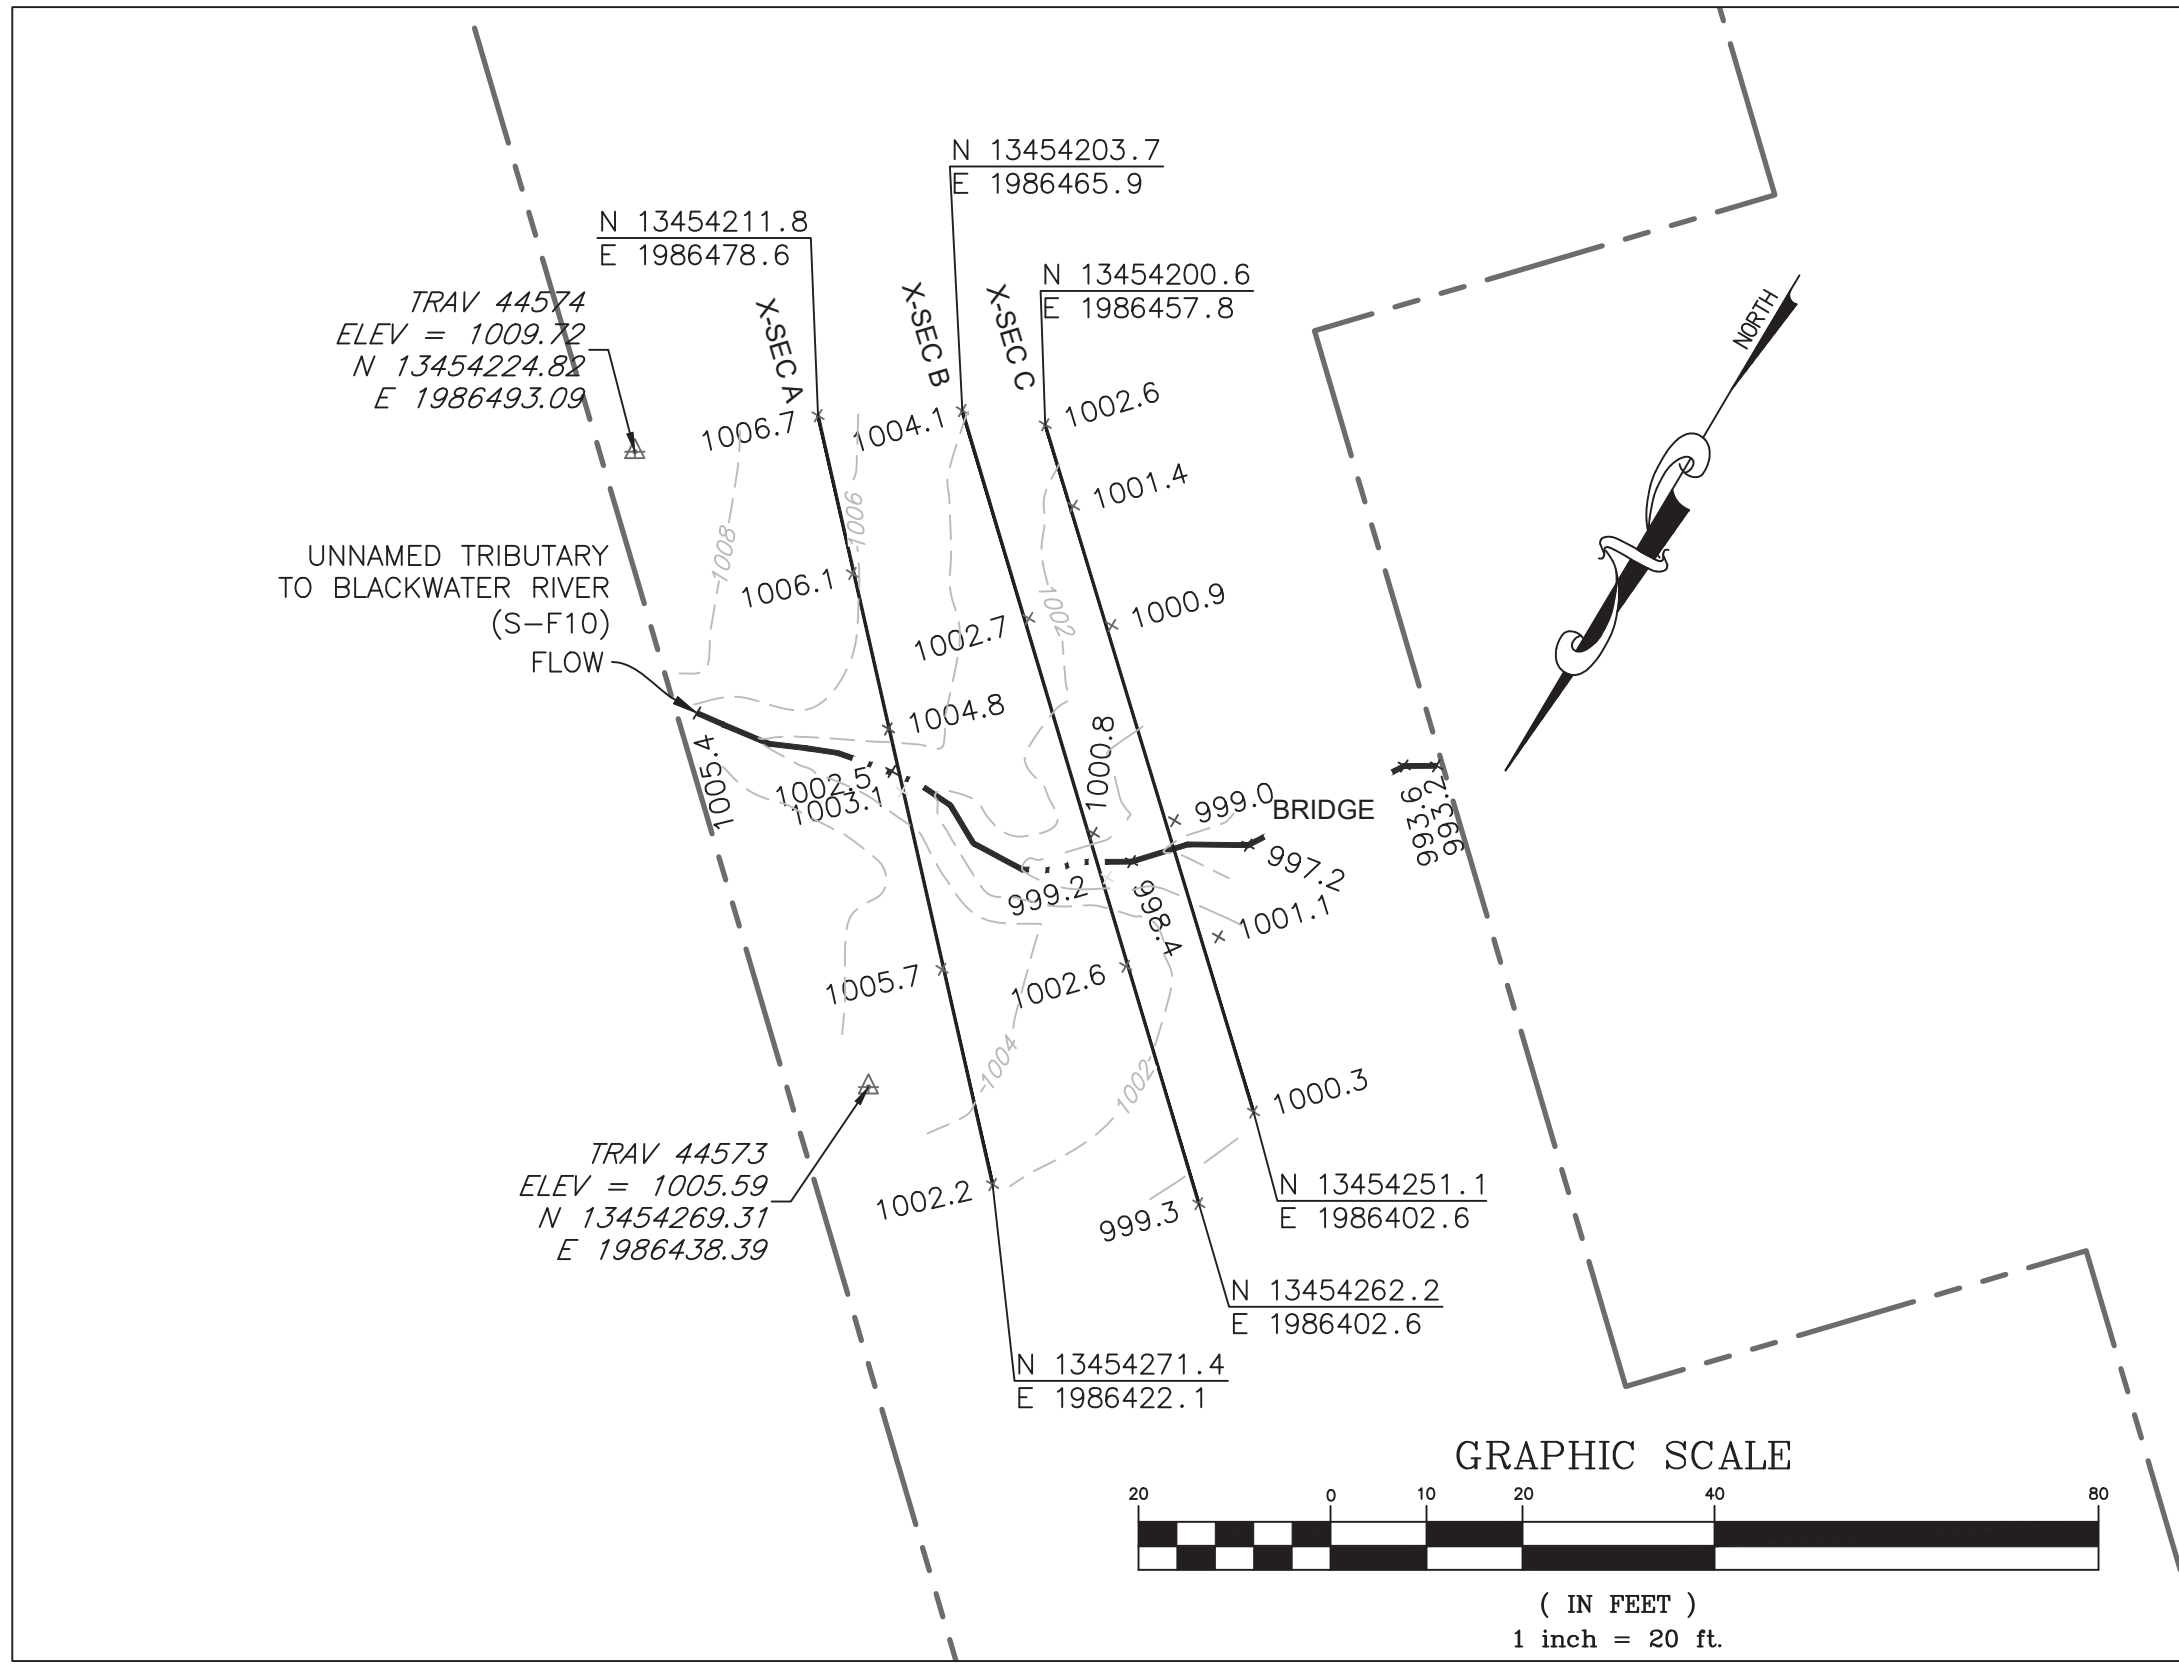 N 13454203.7
E 1986465.9
N 13454211.8
E 1986478.6
N 13454200.6
E 1986457.8
TRAV 44574
ELEV = 1009.72
N 13454224.82
E 1986493.09
X-SEC A
X-SEC B
X-SEC C
NORTH
1006.7
1004.1
1002.6
1001.4
1008
1006
UNNAMED TRIBUTARY
TO BLACKWATER RIVER
(S-F10)
FLOW
1006.1
1002.7
1002
1000.9
1004.8
1005.4
1002.5
1003.1
1000.8
999.0
BRIDGE
993.6
993.2
997.2
999.2
998.4
1001.1
1005.7
1002.6
1004
1002
1000.3
TRAV 44573
ELEV = 1005.59
N 13454269.31
E 1986438.39
1002.2
999.3
N 13454251.1
E 1986402.6
N 13454262.2
E 1986402.6
N 13454271.4
E 1986422.1
GRAPHIC SCALE
20 0 10 20 40 80
( IN FEET )
1 inch = 20 ft.